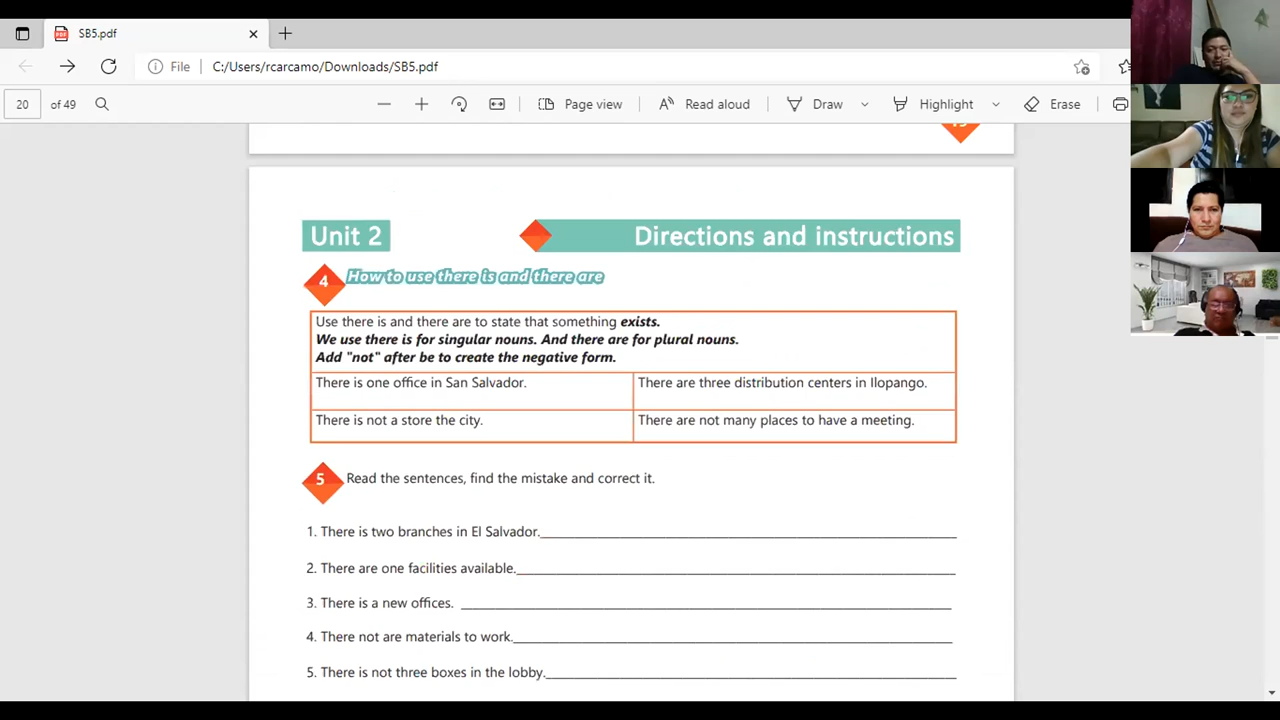 SB5.pdf
File C:/Users/rcarcamo/Downloads/SB5.pdf
20 of 49 Page view Read aloud Draw Highlight Erase
Unit 2 Directions and instructions
4 How to use there is and there are
Use there is and there are to state that something exists.
We use there is for singular nouns. And there are for plural nouns.
Add "not" after be to create the negative form.
There is one office in San Salvador. There are three distribution centers in Ilopango.
There is not a store the city. There are not many places to have a meeting.
5 Read the sentences, find the mistake and correct it.
1. There is two branches in El Salvador.
2. There are one facilities available.
3. There is a new offices.
4. There not are materials to work.
5. There is not three boxes in the lobby.